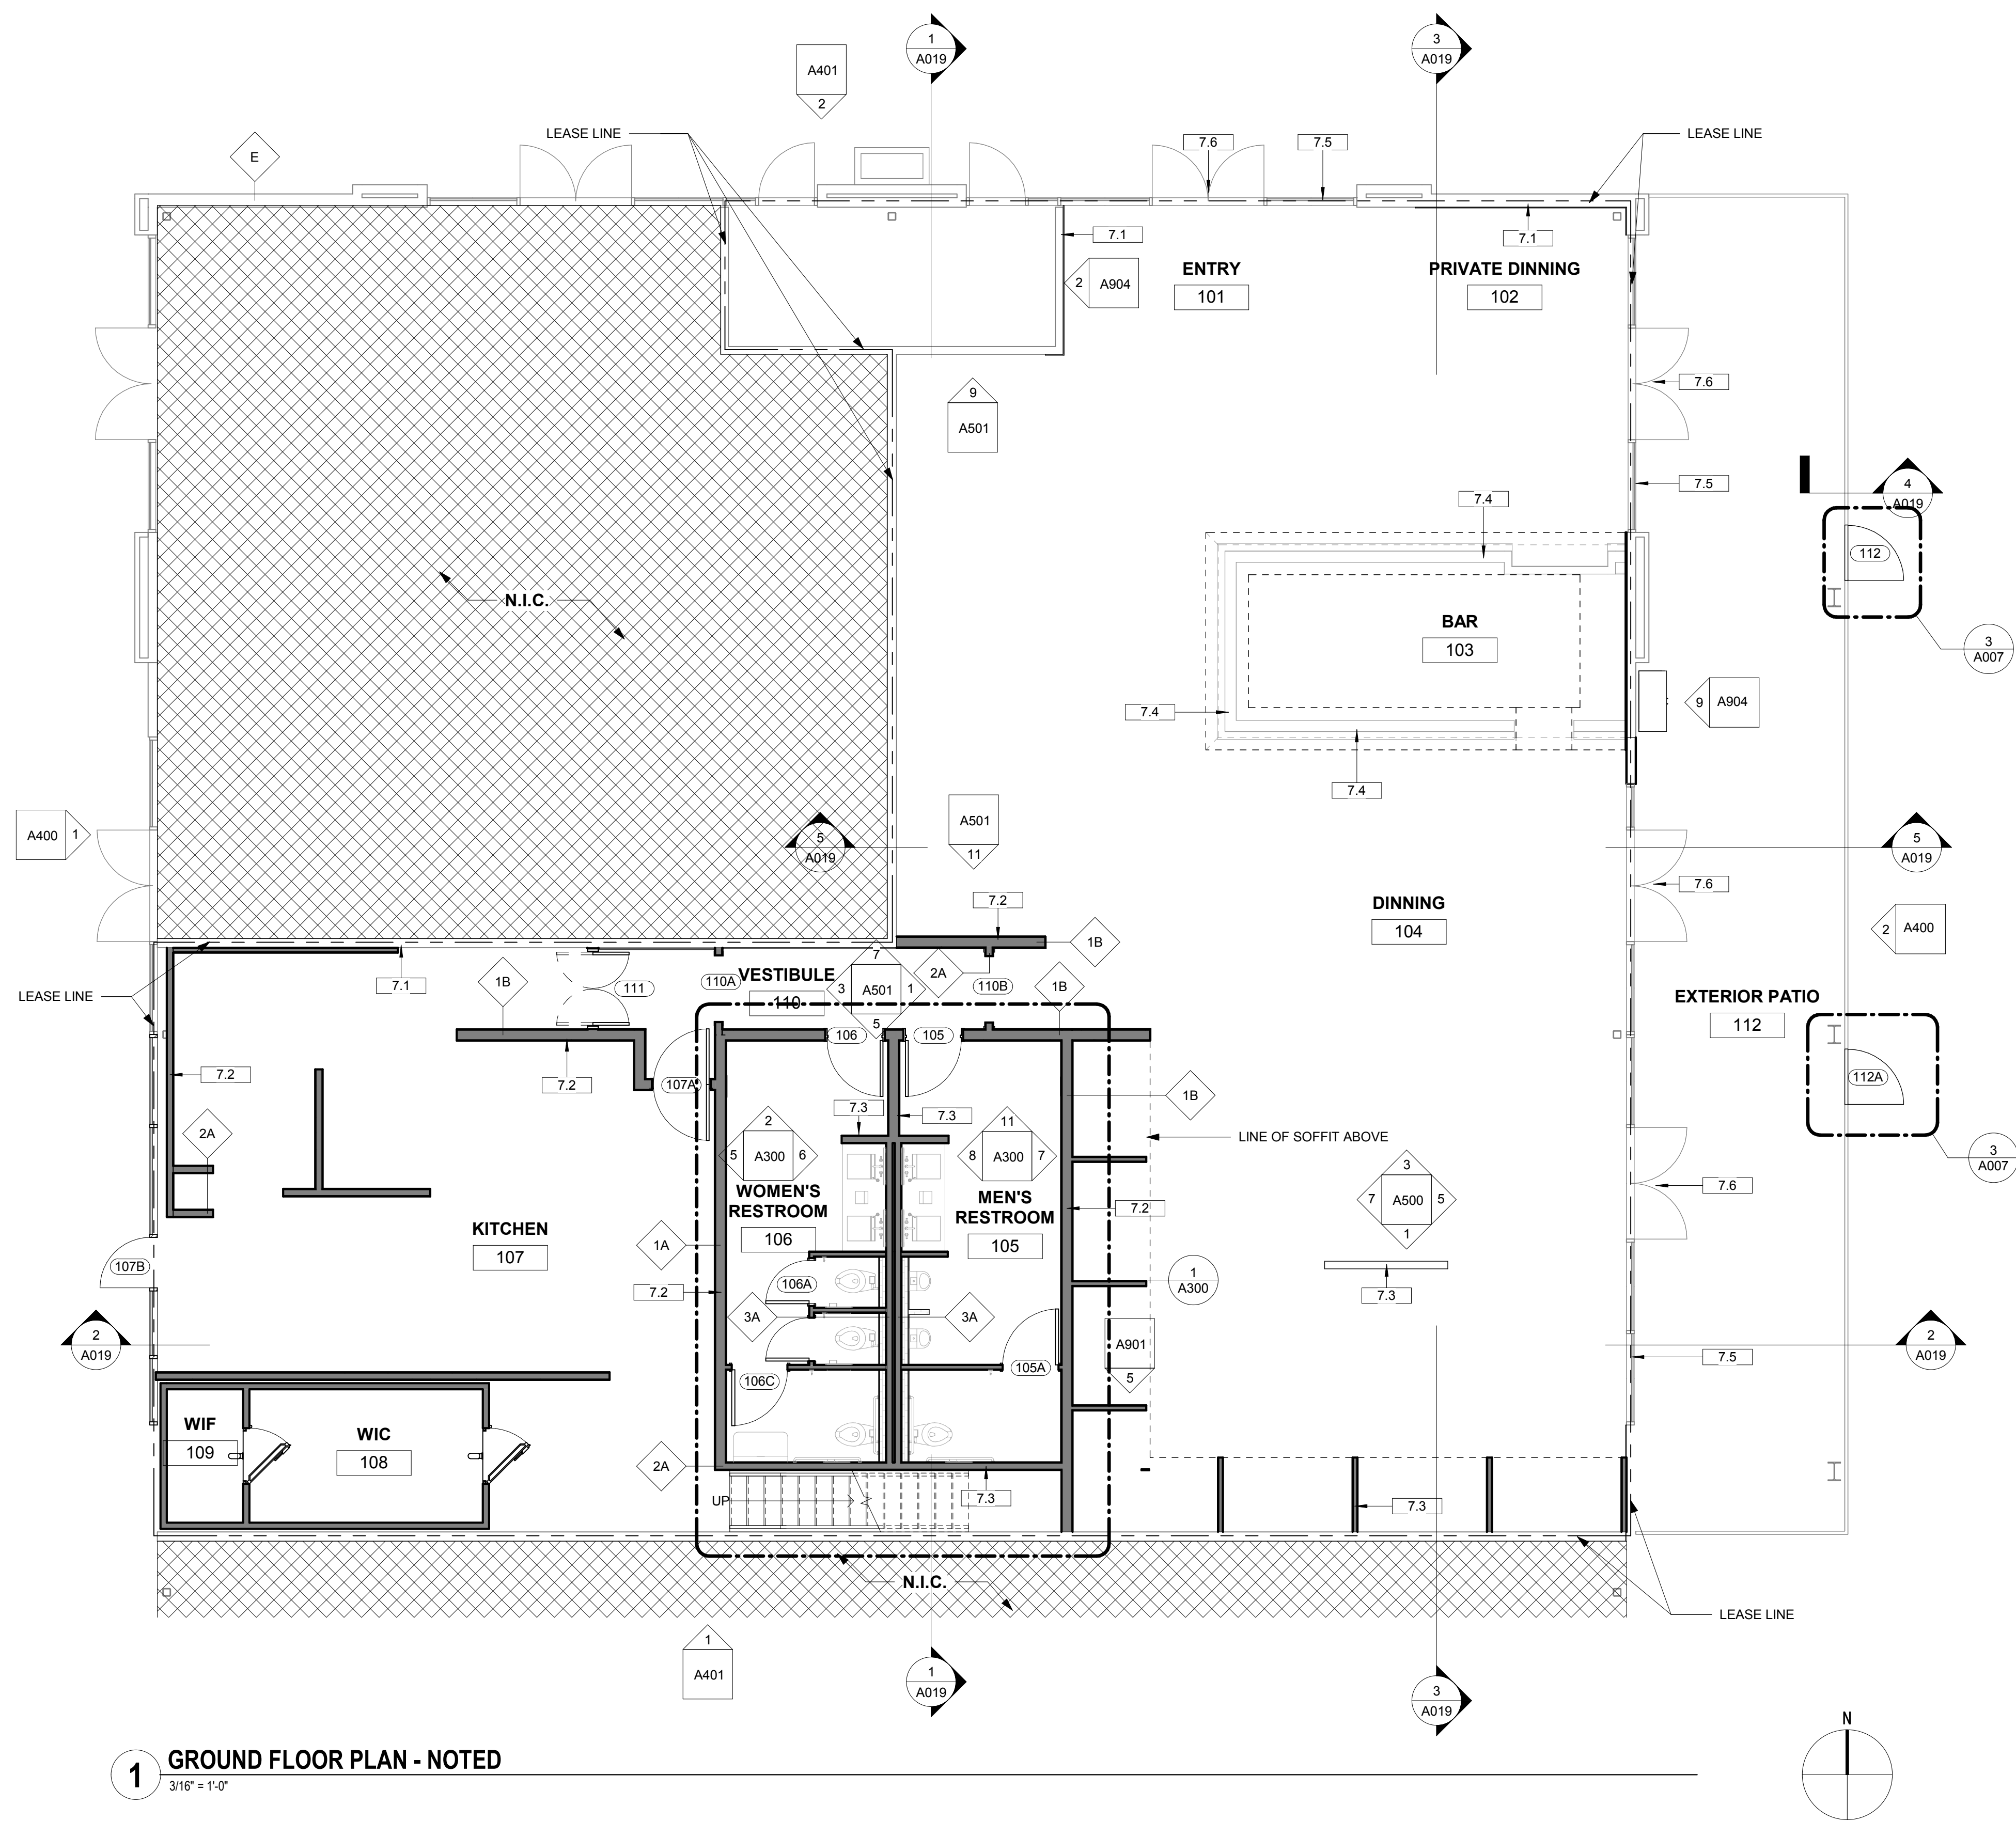 1
A019
3
A019
A401
2
LEASE LINE
7.6
7.5
LEASE LINE
E
7.1
7.1
ENTRY
101
PRIVATE DINNING
102
2
A904
7.6
9
A501
7.5
4
A019
7.4
112
N.I.C.
BAR
103
3
A007
7.4
9
A904
7.4
A400
1
5
A019
A501
11
5
A019
7.6
7.2
DINNING
104
2
A400
1B
VESTIBULE
110
7
3
A501
1
5
2A
110A
110B
1B
1B
111
7.1
LEASE LINE
EXTERIOR PATIO
112
106
105
7.2
7.2
107A
112A
7.3
7.3
1B
2A
2
5
A300
6
11
8
A300
7
LINE OF SOFFIT ABOVE
3
A007
WOMEN'S
RESTROOM
106
MEN'S
RESTROOM
105
7.2
3
7
A500
5
1
7.6
KITCHEN
107
1A
107B
106A
1
A300
7.2
7.3
3A
3A
2
A019
A901
5
7.5
2
A019
106C
105A
WIF
109
WIC
108
2A
UP
7.3
7.3
N.I.C.
LEASE LINE
1
A401
1
A019
3
A019
N
1
GROUND FLOOR PLAN - NOTED
3/16" = 1'-0"